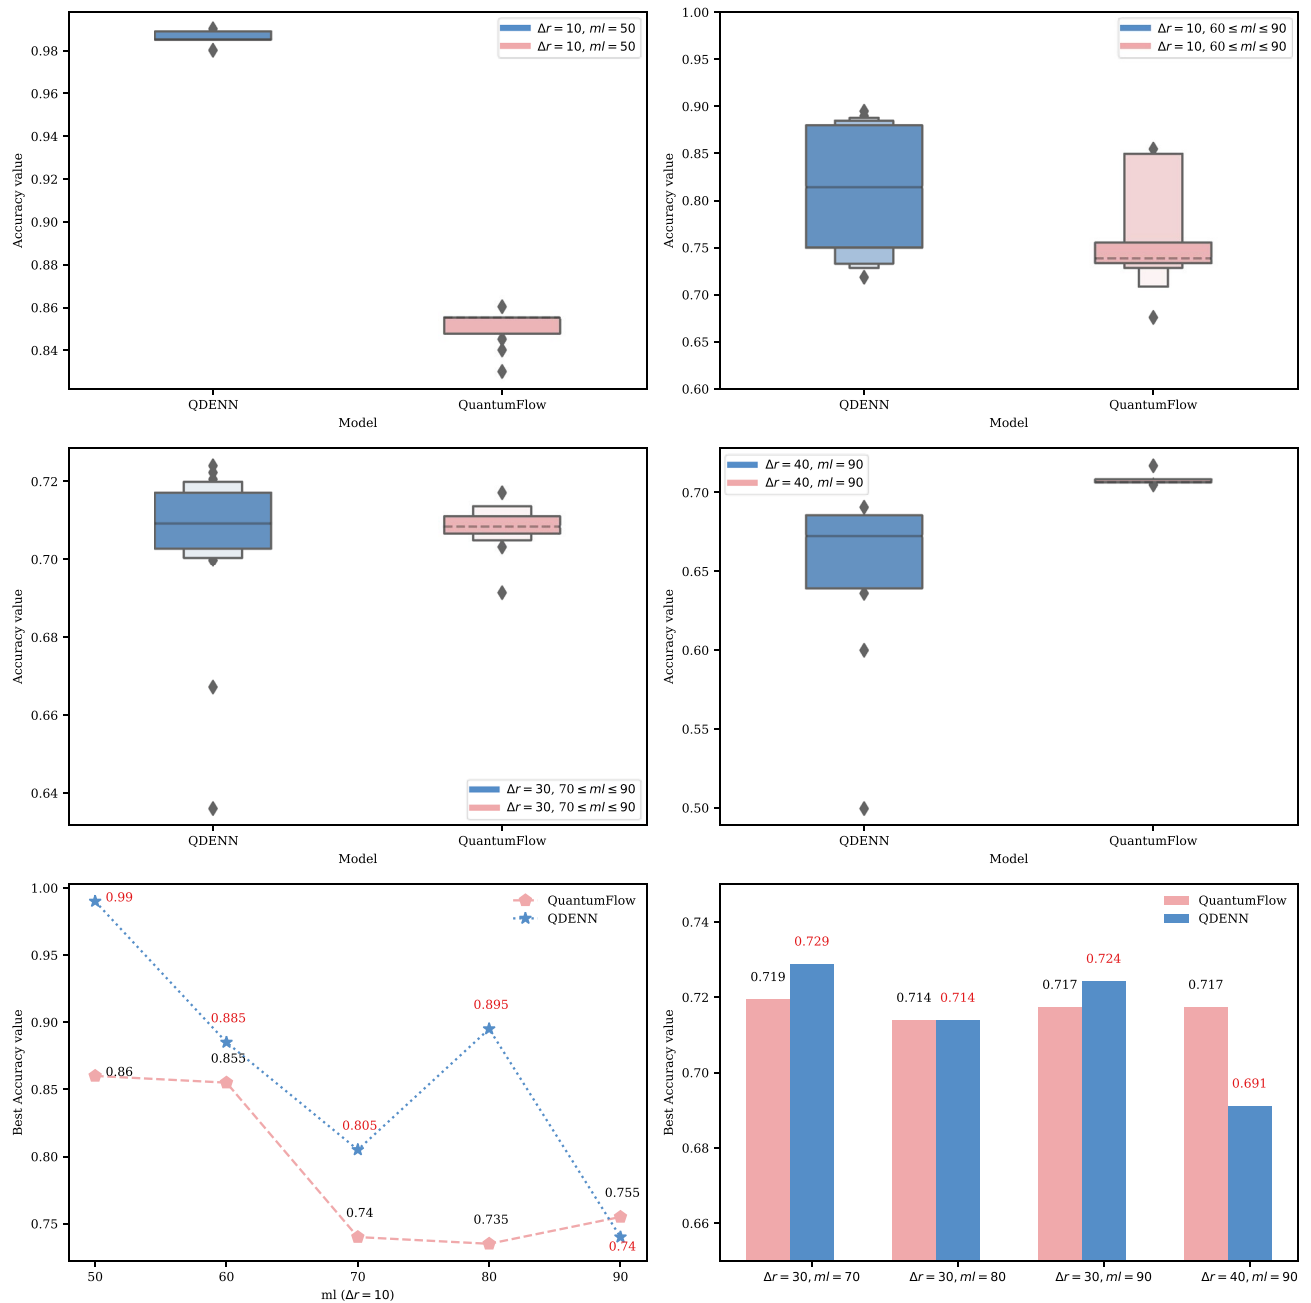 Accuracy value
0.98
0.96
0.94
0.92
0.90
0.88
0.86
0.84
Δr = 10, ml = 50
Δr = 10, ml = 50
QDENN
QuantumFlow
Model
Accuracy value
1.00
0.95
0.90
0.85
0.80
0.75
0.70
0.65
0.60
Δr = 10, 60 ≤ ml ≤ 90
Δr = 10, 60 ≤ ml ≤ 90
QDENN
QuantumFlow
Model
Accuracy value
0.72
0.70
0.68
0.66
0.64
Δr = 30, 70 ≤ ml ≤ 90
Δr = 30, 70 ≤ ml ≤ 90
QDENN
QuantumFlow
Model
Accuracy value
0.70
0.65
0.60
0.55
0.50
Δr = 40, ml = 90
Δr = 40, ml = 90
QDENN
QuantumFlow
Model
Best Accuracy value
1.00
0.95
0.90
0.85
0.80
0.75
QuantumFlow
QDENN
0.99
0.885
0.855
0.86
0.895
0.805
0.74
0.735
0.755
0.74
50
60
70
80
90
ml (Δr = 10)
Best Accuracy value
0.74
0.72
0.70
0.68
0.66
QuantumFlow
QDENN
0.719
0.729
0.714
0.714
0.717
0.724
0.717
0.691
Δr = 30, ml = 70
Δr = 30, ml = 80
Δr = 30, ml = 90
Δr = 40, ml = 90